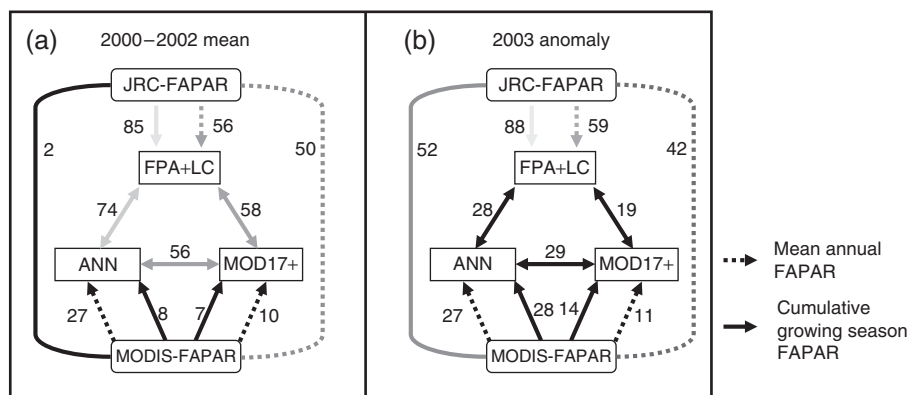 (a) 2000–2002 mean
JRC-FAPAR
85 56
2 50
FPA+LC
74 58
56
ANN MOD17+
27 8 7 10
MODIS-FAPAR
(b) 2003 anomaly
JRC-FAPAR
88 59
52 42
FPA+LC
28 19
29
ANN MOD17+
27 28 14 11
MODIS-FAPAR
Mean annual
FAPAR
Cumulative
growing season
FAPAR